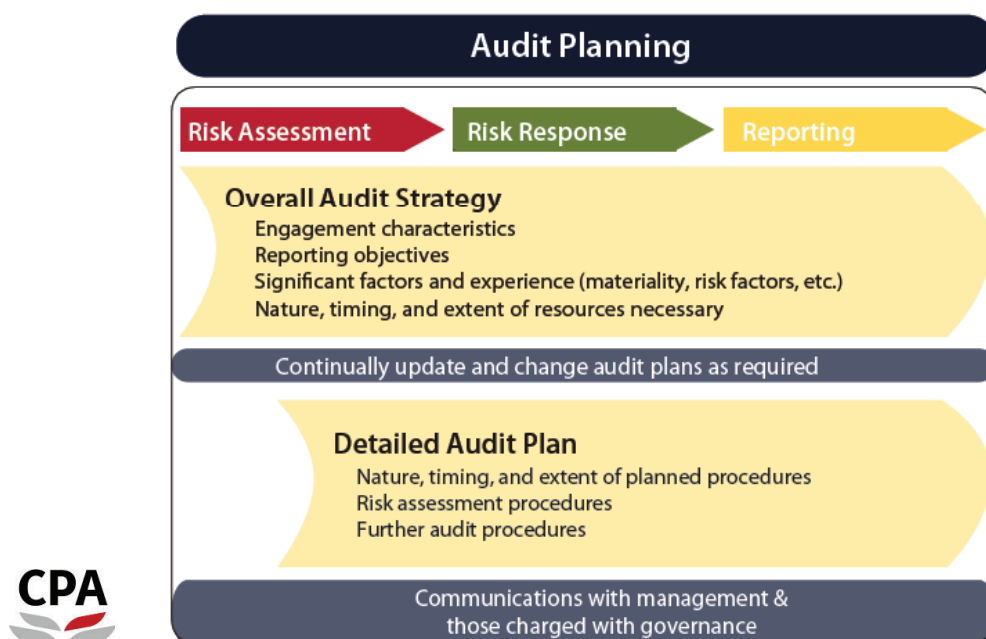 Audit Planning
Risk Assessment
Risk Response
Reporting
Overall Audit Strategy
Engagement characteristics
Reporting objectives
Significant factors and experience (materiality, risk factors, etc.)
Nature, timing, and extent of resources necessary
Continually update and change audit plans as required
Detailed Audit Plan
Nature, timing, and extent of planned procedures
Risk assessment procedures
Further audit procedures
Communications with management &
those charged with governance
CPA